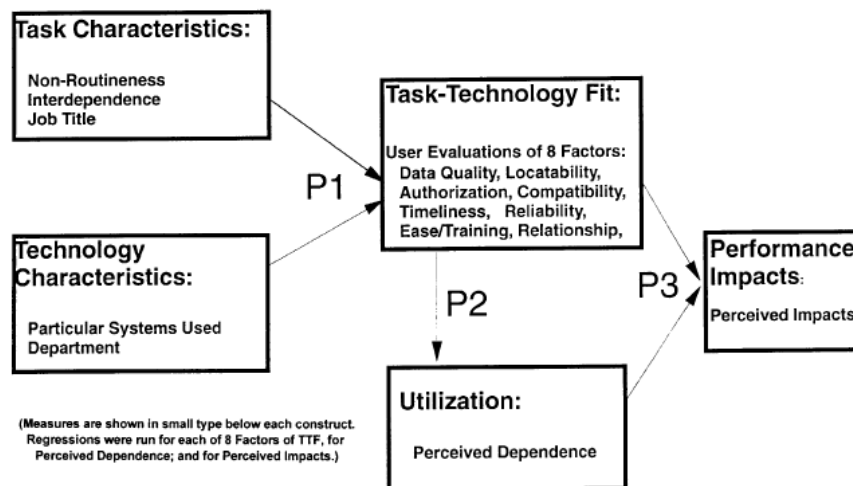 Task Characteristics:
Non-Routineness
Interdependence
Job Title
Task-Technology Fit:
User Evaluations of 8 Factors:
Data Quality, Locatability,
Authorization, Compatibility,
Timeliness, Reliability,
Ease/Training, Relationship,
P1
Technology
Characteristics:
Particular Systems Used
Department
Performance
Impacts:
Perceived Impacts
P2
P3
Utilization:
Perceived Dependence
(Measures are shown in small type below each construct.
Regressions were run for each of 8 Factors of TTF, for
Perceived Dependence; and for Perceived Impacts.)